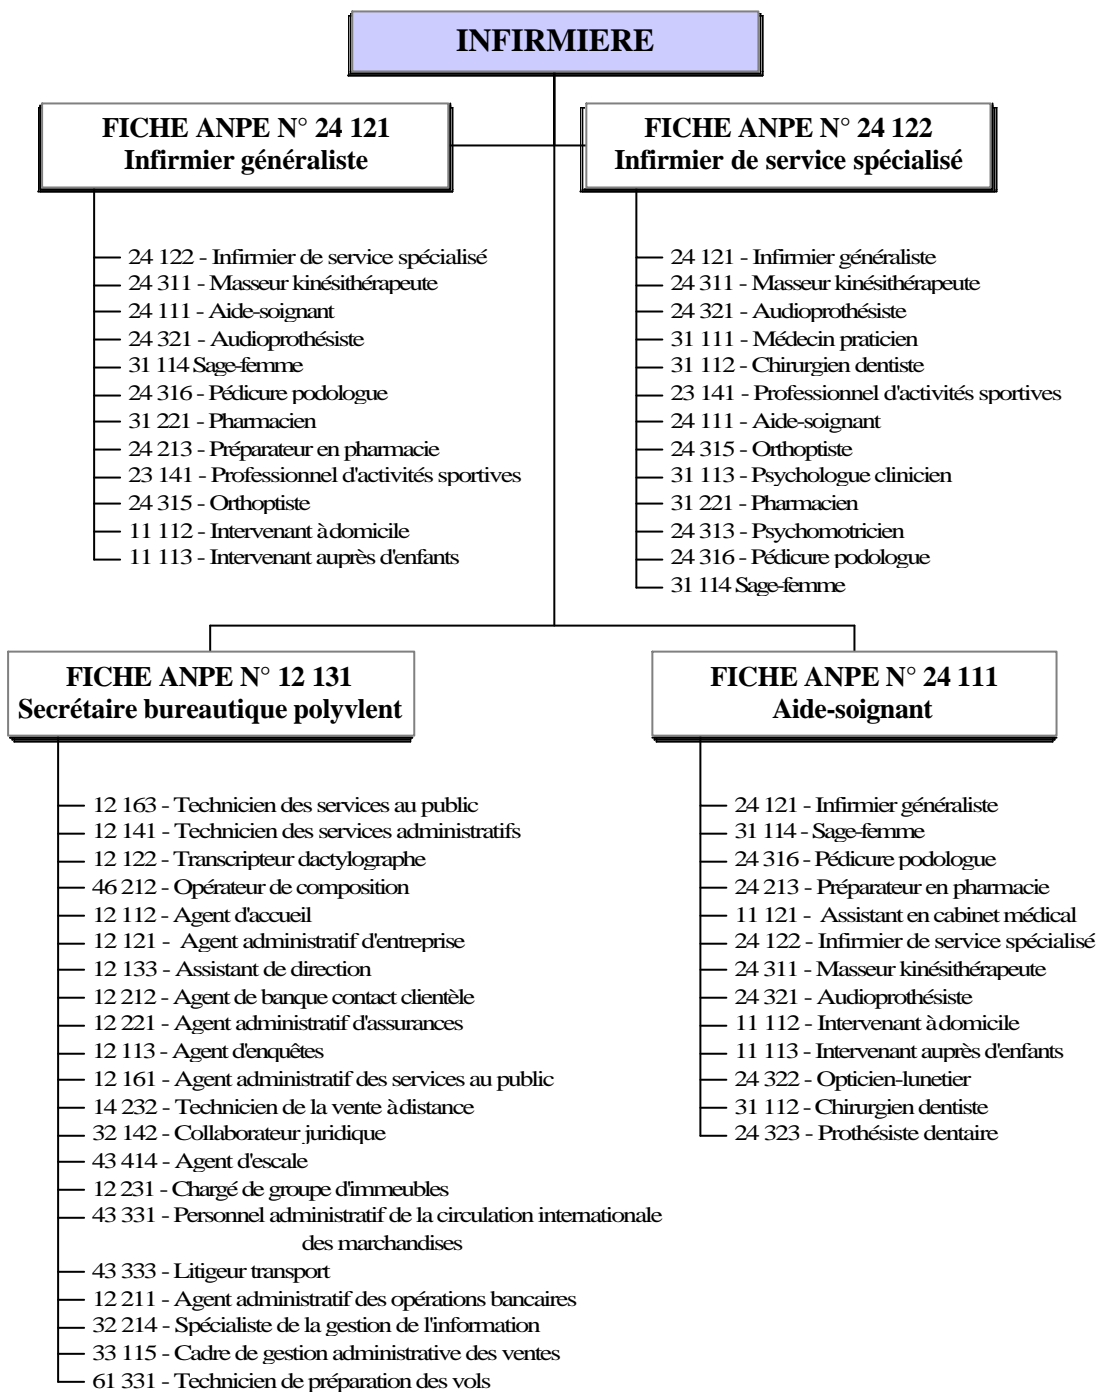 INFIRMIERE
FICHE ANPE N° 24 121
Infirmier généraliste
24 122 - Infirmier de service spécialisé
24 311 - Masseur kinésithérapeute
24 111 - Aide-soignant
24 321 - Audioprothésiste
31 114 Sage-femme
24 316 - Pédicure podologue
31 221 - Pharmacien
24 213 - Préparateur en pharmacie
23 141 - Professionnel d'activités sportives
24 315 - Orthoptiste
11 112 - Intervenant à domicile
11 113 - Intervenant auprès d'enfants
FICHE ANPE N° 24 122
Infirmier de service spécialisé
24 121 - Infirmier généraliste
24 311 - Masseur kinésithérapeute
24 321 - Audioprothésiste
31 111 - Médecin praticien
31 112 - Chirurgien dentiste
23 141 - Professionnel d'activités sportives
24 111 - Aide-soignant
24 315 - Orthoptiste
31 113 - Psychologue clinicien
31 221 - Pharmacien
24 313 - Psychomotricien
24 316 - Pédicure podologue
31 114 Sage-femme
FICHE ANPE N° 12 131
Secrétaire bureautique polyvlent
12 163 - Technicien des services au public
12 141 - Technicien des services administratifs
12 122 - Transcripteur dactylographe
46 212 - Opérateur de composition
12 112 - Agent d'accueil
12 121 - Agent administratif d'entreprise
12 133 - Assistant de direction
12 212 - Agent de banque contact clientèle
12 221 - Agent administratif d'assurances
12 113 - Agent d'enquêtes
12 161 - Agent administratif des services au public
14 232 - Technicien de la vente à distance
32 142 - Collaborateur juridique
43 414 - Agent d'escale
12 231 - Chargé de groupe d'immeubles
43 331 - Personnel administratif de la circulation internationale
des marchandises
43 333 - Litigeur transport
12 211 - Agent administratif des opérations bancaires
32 214 - Spécialiste de la gestion de l'information
33 115 - Cadre de gestion administrative des ventes
61 331 - Technicien de préparation des vols
FICHE ANPE N° 24 111
Aide-soignant
24 121 - Infirmier généraliste
31 114 - Sage-femme
24 316 - Pédicure podologue
24 213 - Préparateur en pharmacie
11 121 - Assistant en cabinet médical
24 122 - Infirmier de service spécialisé
24 311 - Masseur kinésithérapeute
24 321 - Audioprothésiste
11 112 - Intervenant à domicile
11 113 - Intervenant auprès d'enfants
24 322 - Opticien-lunetier
31 112 - Chirurgien dentiste
24 323 - Prothésiste dentaire